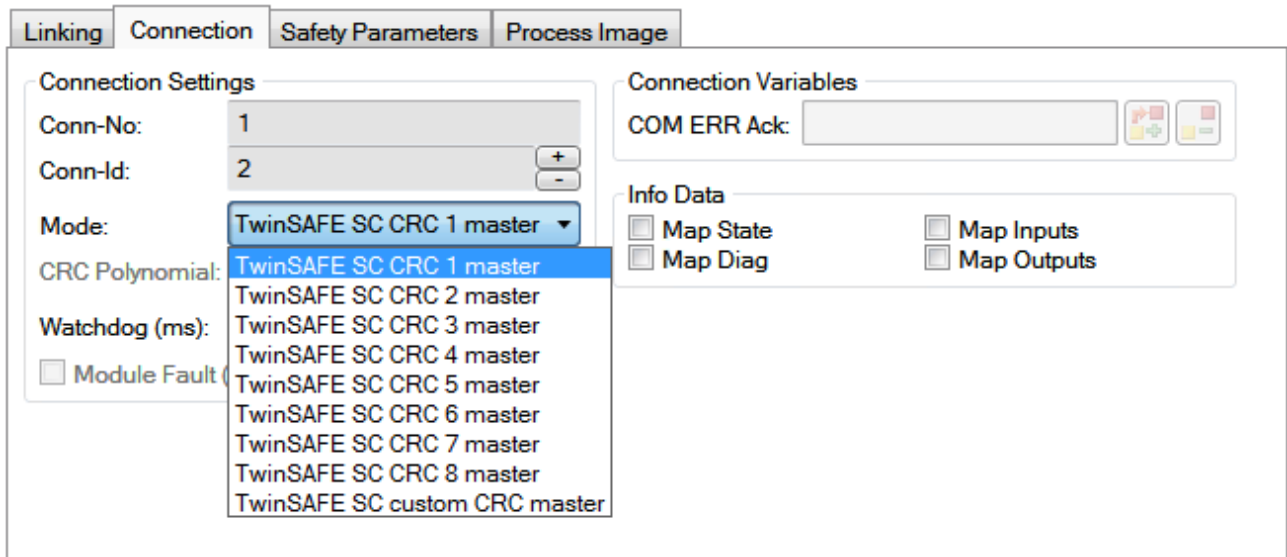 Linking Connection Safety Parameters Process Image
Connection Settings
Conn-No: 1
Conn-Id: 2
+
-
Mode: TwinSAFE SC CRC 1 master
CRC Polynomial:
Watchdog (ms):
Module Fault (
TwinSAFE SC CRC 1 master
TwinSAFE SC CRC 2 master
TwinSAFE SC CRC 3 master
TwinSAFE SC CRC 4 master
TwinSAFE SC CRC 5 master
TwinSAFE SC CRC 6 master
TwinSAFE SC CRC 7 master
TwinSAFE SC CRC 8 master
TwinSAFE SC custom CRC master
Connection Variables
COM ERR Ack:
Info Data
Map State Map Inputs
Map Diag Map Outputs